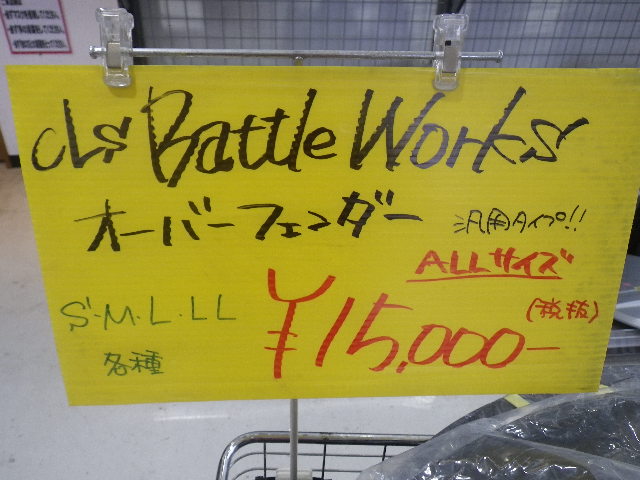 cLs Battle Works
オーバーフェンダー
汎用タイプ!!
ALLサイズ
S・M・L・LL
各種
¥15,000-
(税抜)